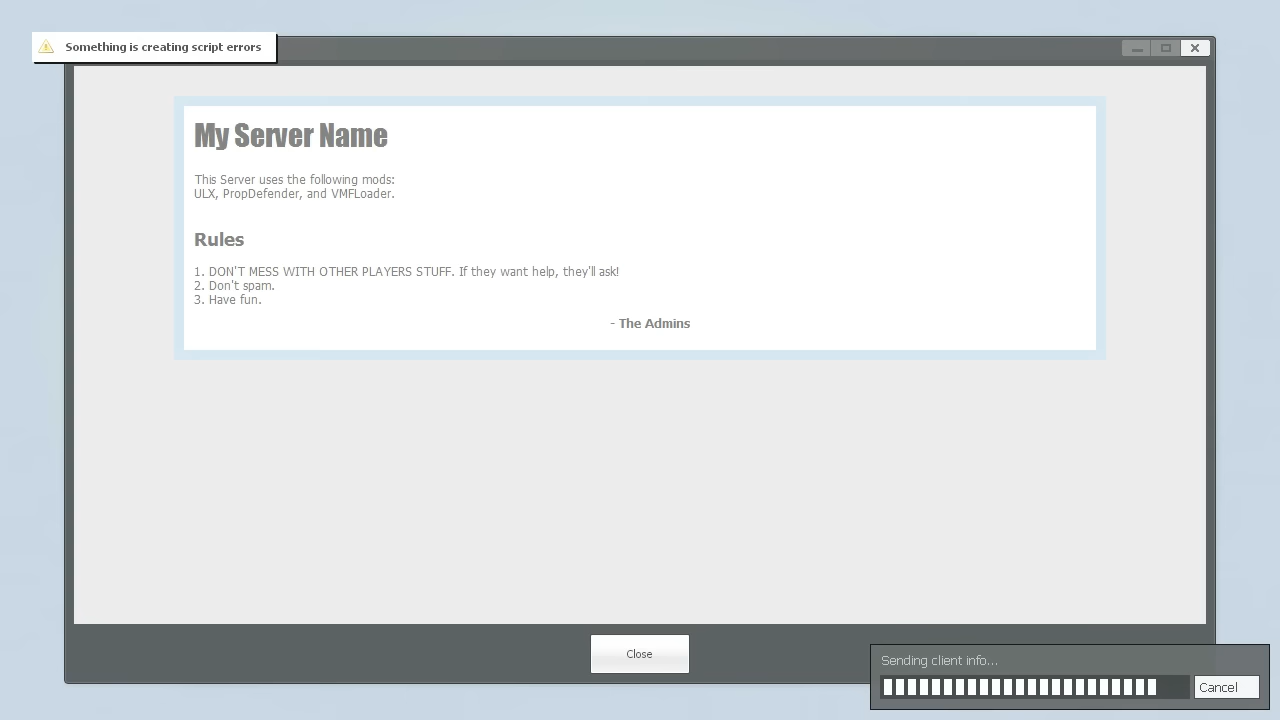 Something is creating script errors
My Server Name
This Server uses the following mods:
ULX, PropDefender, and VMFLoader.
Rules
1. DON'T MESS WITH OTHER PLAYERS STUFF. If they want help, they'll ask!
2. Don't spam.
3. Have fun.
- The Admins
Close
Sending client info...
Cancel